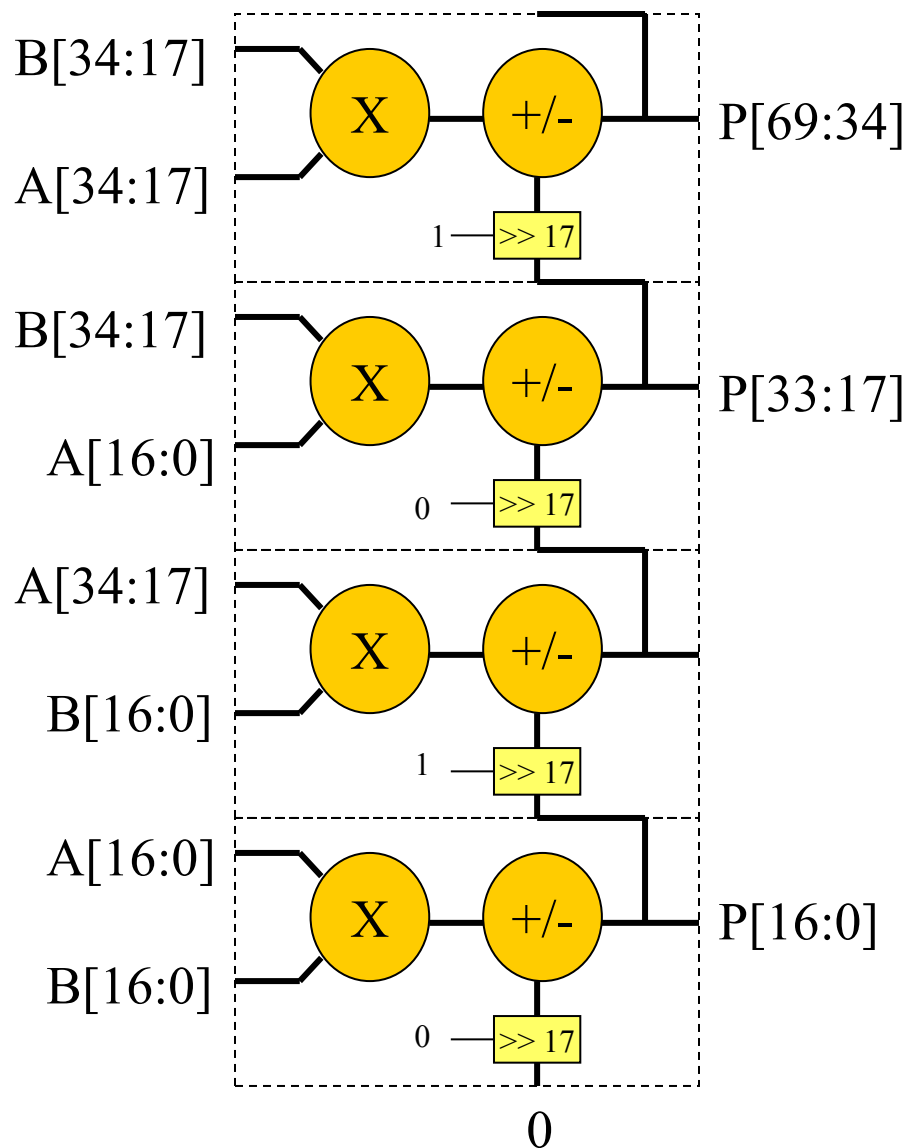 B[34:17]
X
+/-
P[69:34]
A[34:17]
1
>> 17
B[34:17]
X
+/-
P[33:17]
A[16:0]
0
>> 17
A[34:17]
X
+/-
B[16:0]
1
>> 17
A[16:0]
X
+/-
P[16:0]
B[16:0]
0
>> 17
0